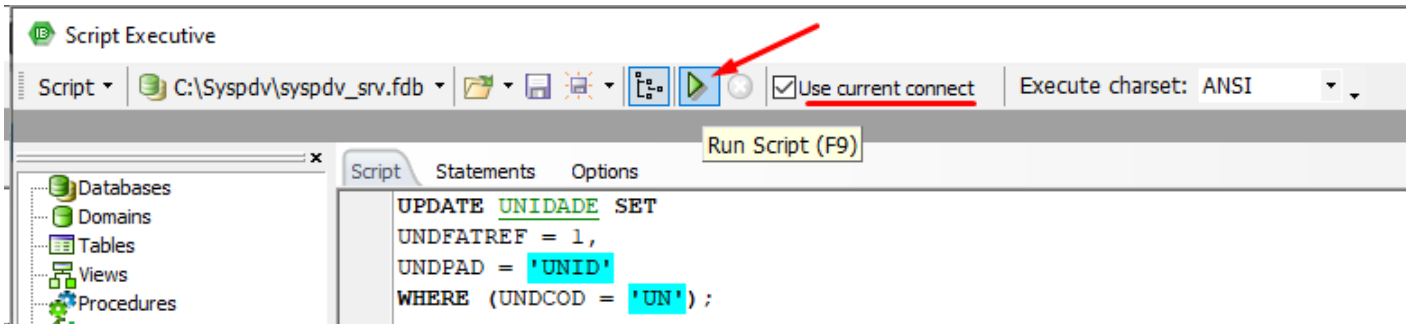 Script Executive
Script C:\Syspdv\syspdv_srv.fdb Use current connect Execute charset: ANSI
Run Script (F9)
Script Statements Options
Databases
Domains
Tables
Views
Procedures
UPDATE UNIDADE SET
UNDFATREF = 1,
UNDPAD = 'UNID'
WHERE (UNDCOD = 'UN');